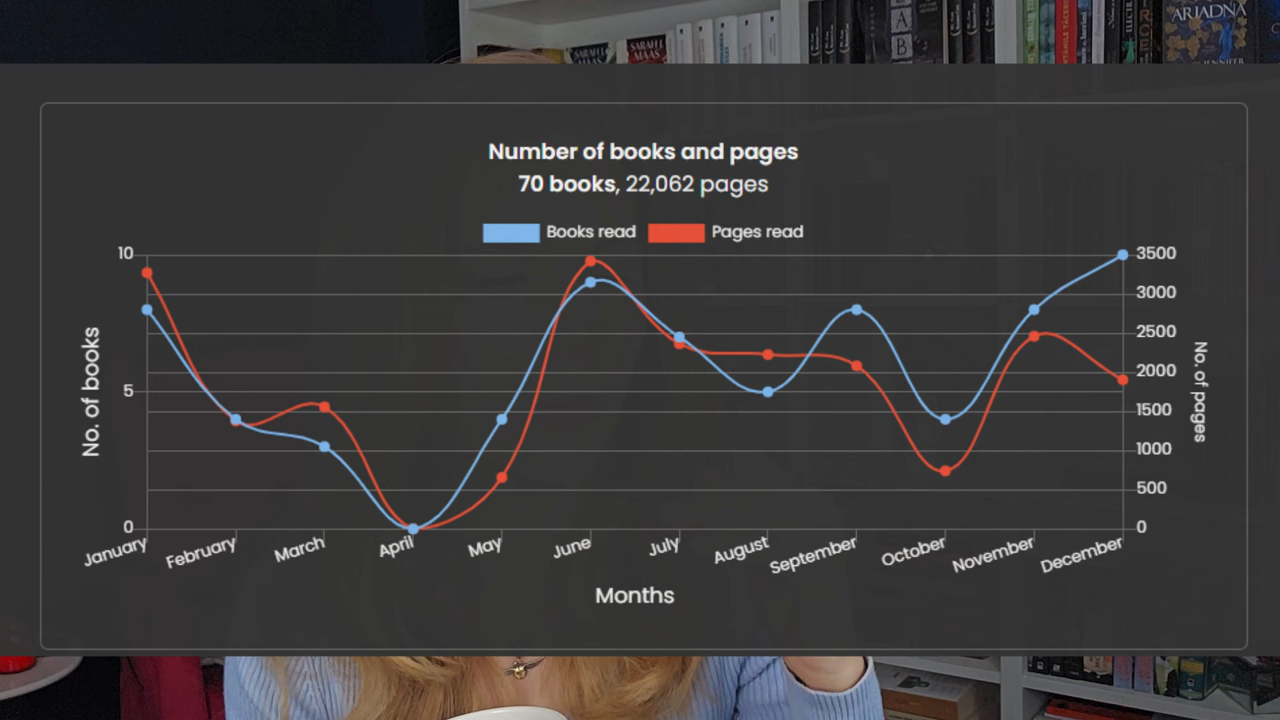 SARAH J. MAAS
SARAH J. MAAS
ARIADNA
Number of books and pages
70 books, 22,062 pages
Books read Pages read
10 3500
3000
2500
2000
5
1500
1000
500
0 0
No. of books
No. of pages
January February March April May June July August September October November December
Months